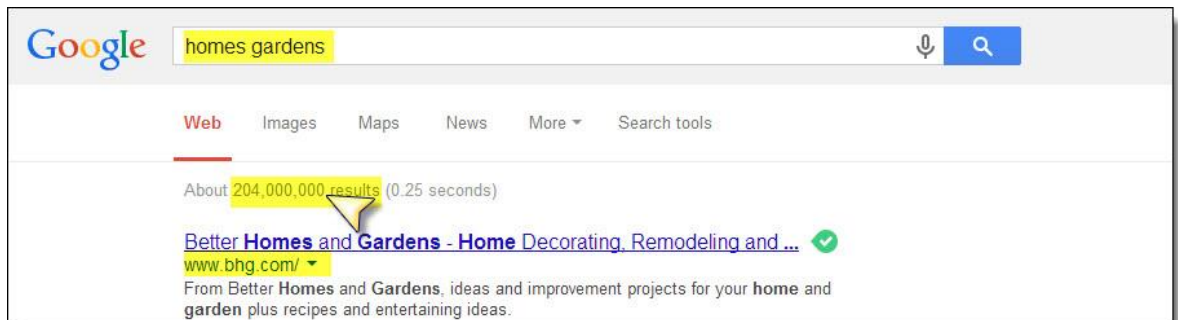 Google homes gardens
Web Images Maps News More Search tools
About 204,000,000 results (0.25 seconds)
Better Homes and Gardens - Home Decorating, Remodeling and ...
www.bhg.com/
From Better Homes and Gardens, ideas and improvement projects for your home and
garden plus recipes and entertaining ideas.